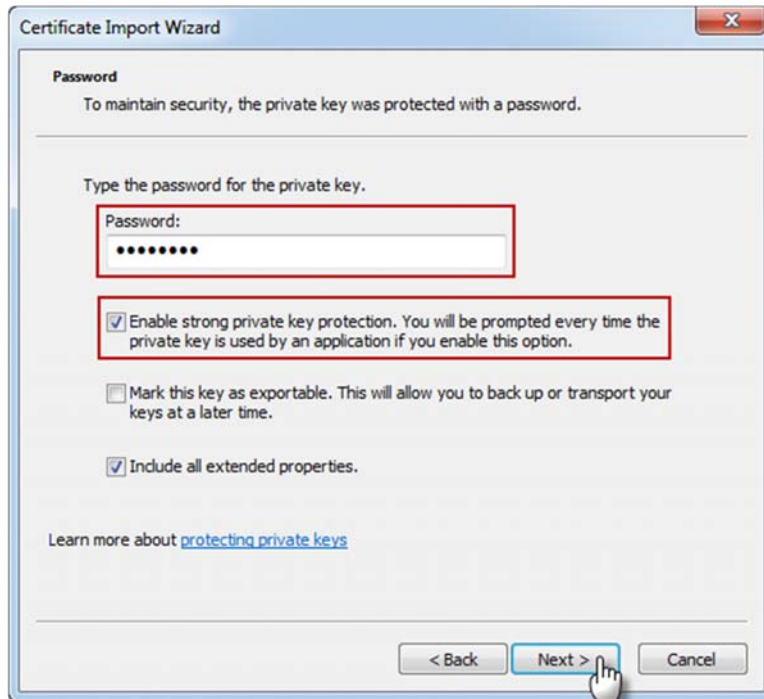 Certificate Import Wizard
Password
To maintain security, the private key was protected with a password.
Type the password for the private key.
Password:
••••••••
Enable strong private key protection. You will be prompted every time the
private key is used by an application if you enable this option.
Mark this key as exportable. This will allow you to back up or transport your
keys at a later time.
Include all extended properties.
Learn more about protecting private keys
< Back Next > Cancel